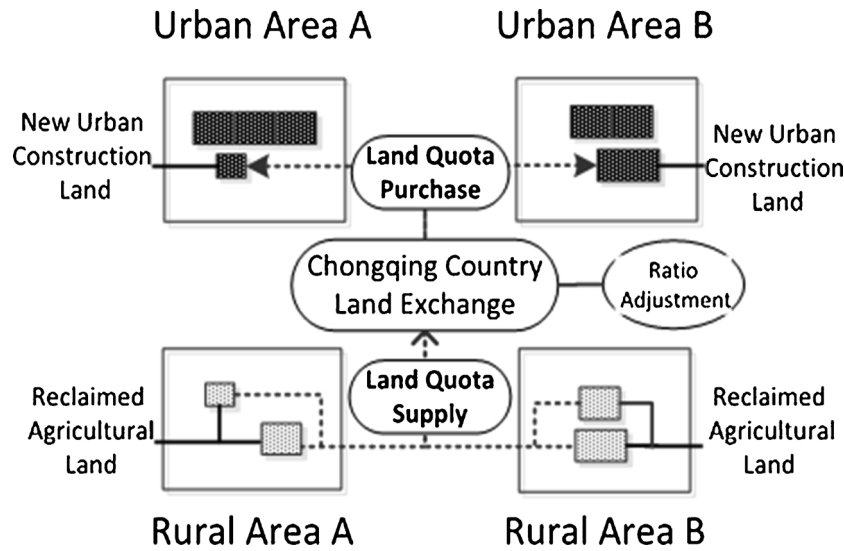 Urban Area A
Urban Area B
New Urban
Construction
Land
Land Quota
Purchase
New Urban
Construction
Land
Chongqing Country
Land Exchange
Ratio
Adjustment
Reclaimed
Agricultural
Land
Land Quota
Supply
Reclaimed
Agricultural
Land
Rural Area A
Rural Area B